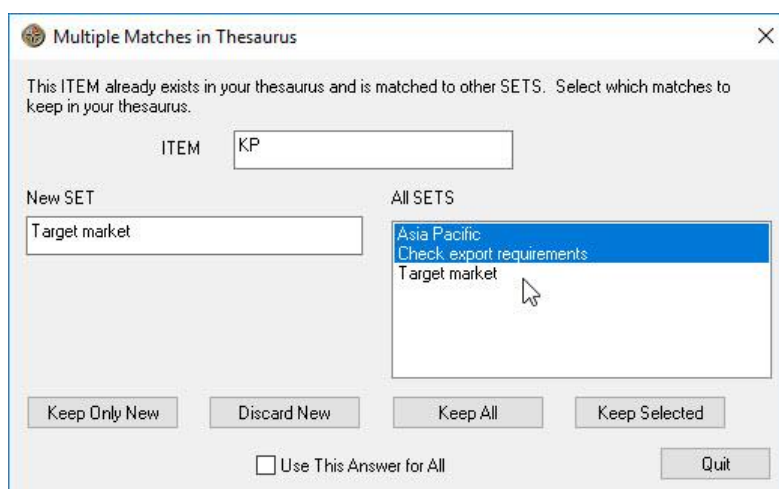 Multiple Matches in Thesaurus
This ITEM already exists in your thesaurus and is matched to other SETS. Select which matches to
keep in your thesaurus.
ITEM KP
New SET All SETS
Target market
Asia Pacific
Check export requirements
Target market
Keep Only New Discard New Keep All Keep Selected
Use This Answer for All Quit